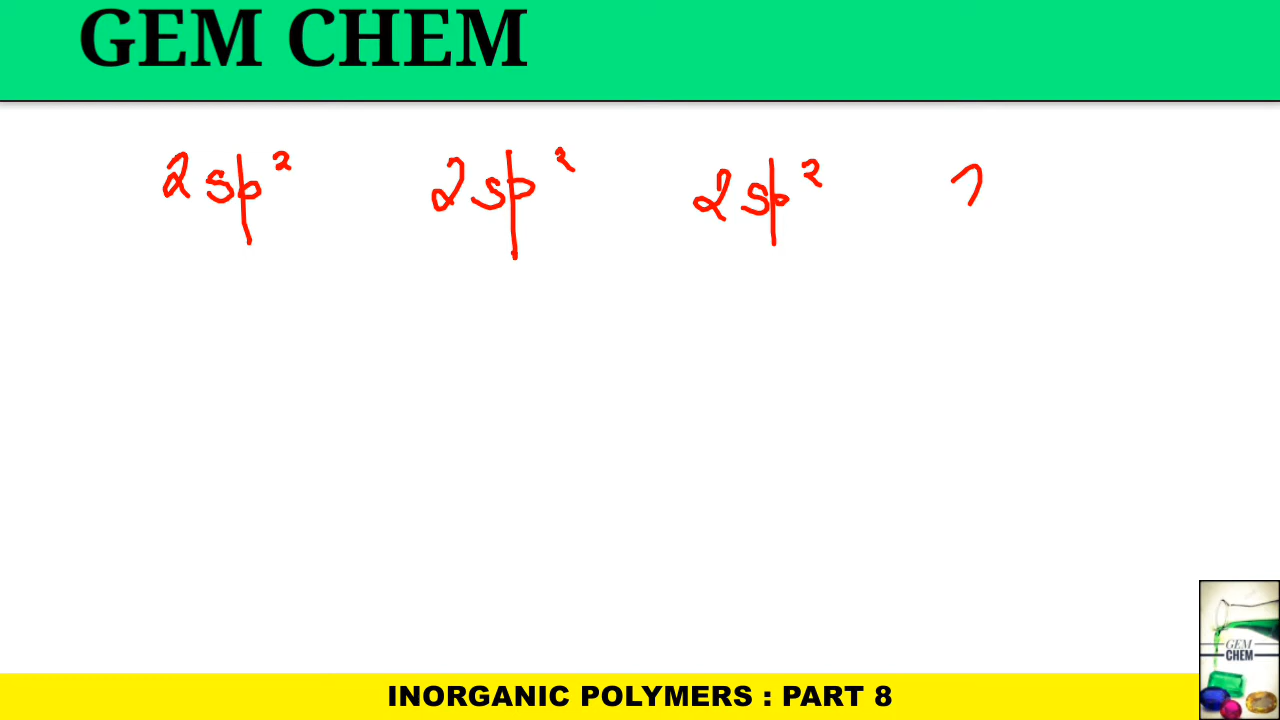 GEM CHEM
2sp² 2sp² 2sp²
INORGANIC POLYMERS : PART 8
GEM
CHEM